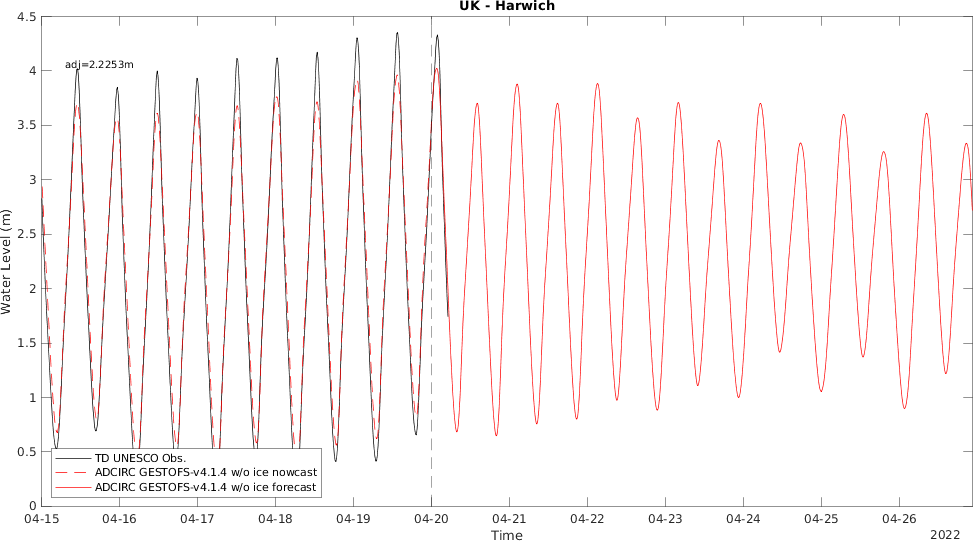 UK - Harwich
4.5
4
3.5
3
2.5
2
1.5
1
0.5
0
Water Level (m)
adj=2.2253m
TD UNESCO Obs.
ADCIRC GESTOFS-v4.1.4 w/o ice nowcast
ADCIRC GESTOFS-v4.1.4 w/o ice forecast
04-15 04-16 04-17 04-18 04-19 04-20 04-21 04-22 04-23 04-24 04-25 04-26
Time
2022